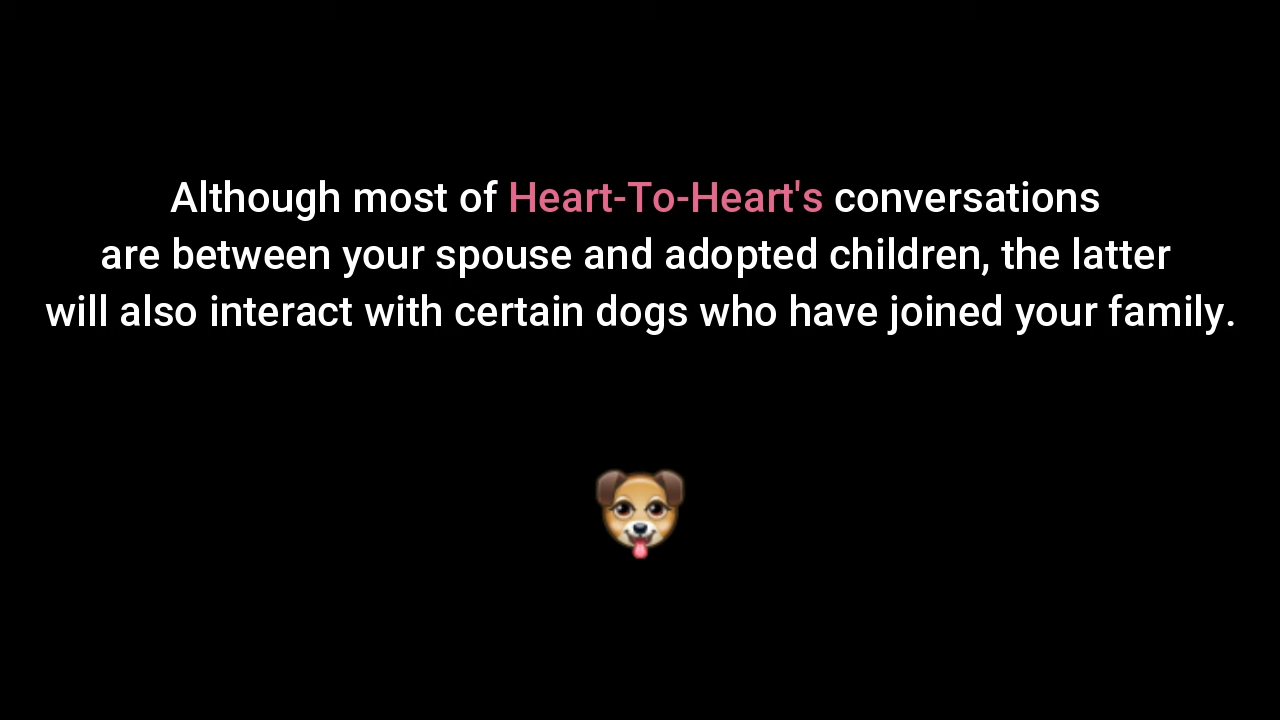 Although most of Heart-To-Heart's conversations
are between your spouse and adopted children, the latter
will also interact with certain dogs who have joined your family.